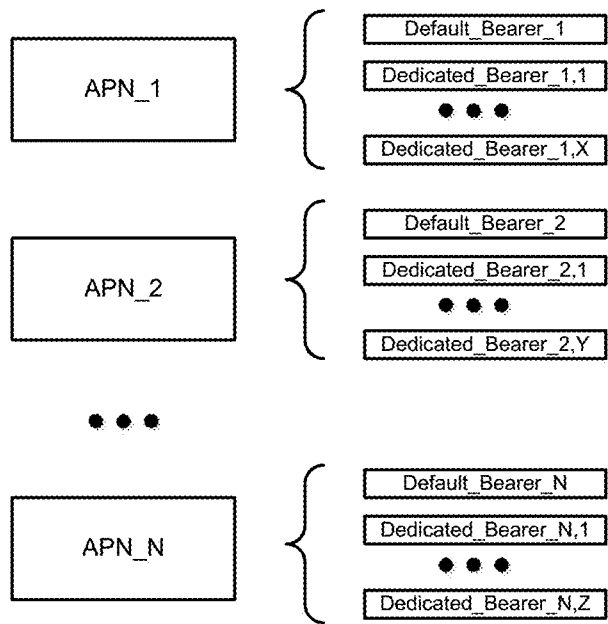 APN_1
Default_Bearer_1
Dedicated_Bearer_1,1
Dedicated_Bearer_1,X
APN_2
Default_Bearer_2
Dedicated_Bearer_2,1
Dedicated_Bearer_2,Y
APN_N
Default_Bearer_N
Dedicated_Bearer_N,1
Dedicated_Bearer_N,Z